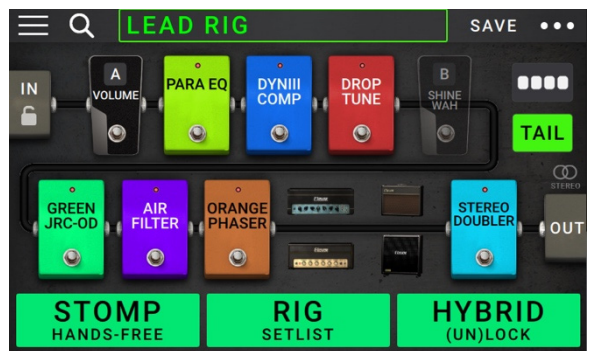 LEAD RIG
SAVE
IN
A
VOLUME
PARA EQ
DYNIII
COMP
DROP
TUNE
B
SHINE
WAH
TAIL
STEREO
GREEN
JRC-OD
AIR
FILTER
ORANGE
PHASER
STEREO
DOUBLER
OUT
STOMP
HANDS-FREE
RIG
SETLIST
HYBRID
(UN)LOCK